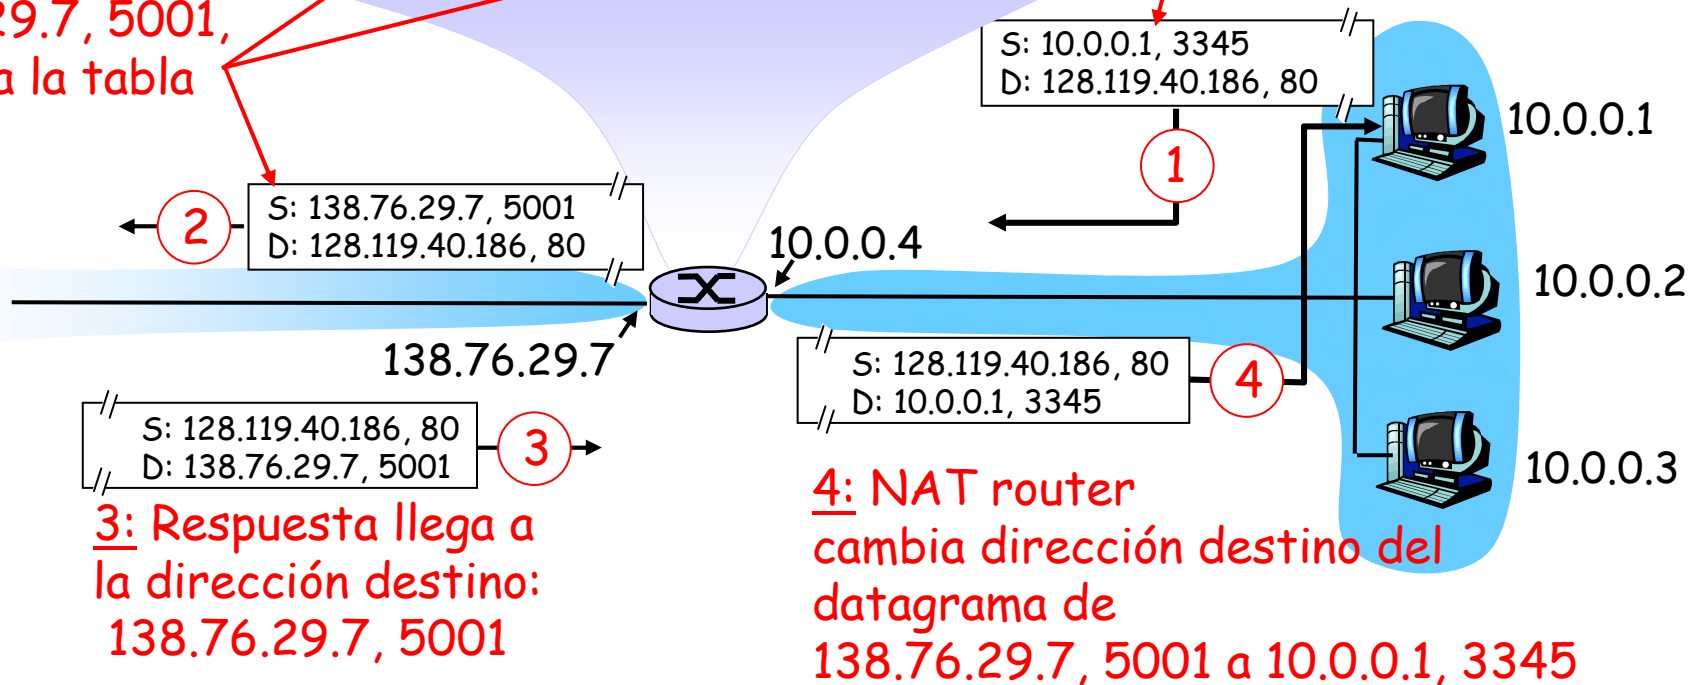 29.7, 5001,
a la tabla
S: 10.0.0.1, 3345
D: 128.119.40.186, 80
10.0.0.1
1
2
S: 138.76.29.7, 5001
D: 128.119.40.186, 80
10.0.0.4
10.0.0.2
138.76.29.7
S: 128.119.40.186, 80
D: 10.0.0.1, 3345
4
S: 128.119.40.186, 80
D: 138.76.29.7, 5001
3
10.0.0.3
3: Respuesta llega a
la dirección destino:
138.76.29.7, 5001
4: NAT router
cambia dirección destino del
datagrama de
138.76.29.7, 5001 a 10.0.0.1, 3345